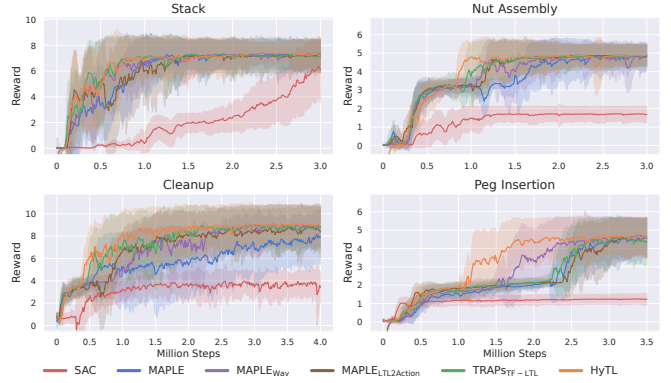 Stack
Nut Assembly
10
8
6
4
2
0
Reward
0.0 0.5 1.0 1.5 2.0 2.5 3.0
6
5
4
3
2
1
0
Reward
0.0 0.5 1.0 1.5 2.0 2.5 3.0
Cleanup
Peg Insertion
10
8
6
4
2
0
Reward
0.0 0.5 1.0 1.5 2.0 2.5 3.0 3.5 4.0
Million Steps
6
5
4
3
2
1
0
Reward
0.0 0.5 1.0 1.5 2.0 2.5 3.0 3.5
Million Steps
SAC MAPLE MAPLE_Way MAPLE_LTL2Action TRAPs_TF−LTL HyTL